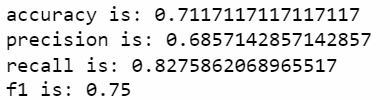 accuracy is: 0.7117117117117117
precision is: 0.6857142857142857
recall is: 0.8275862068965517
f1 is: 0.75